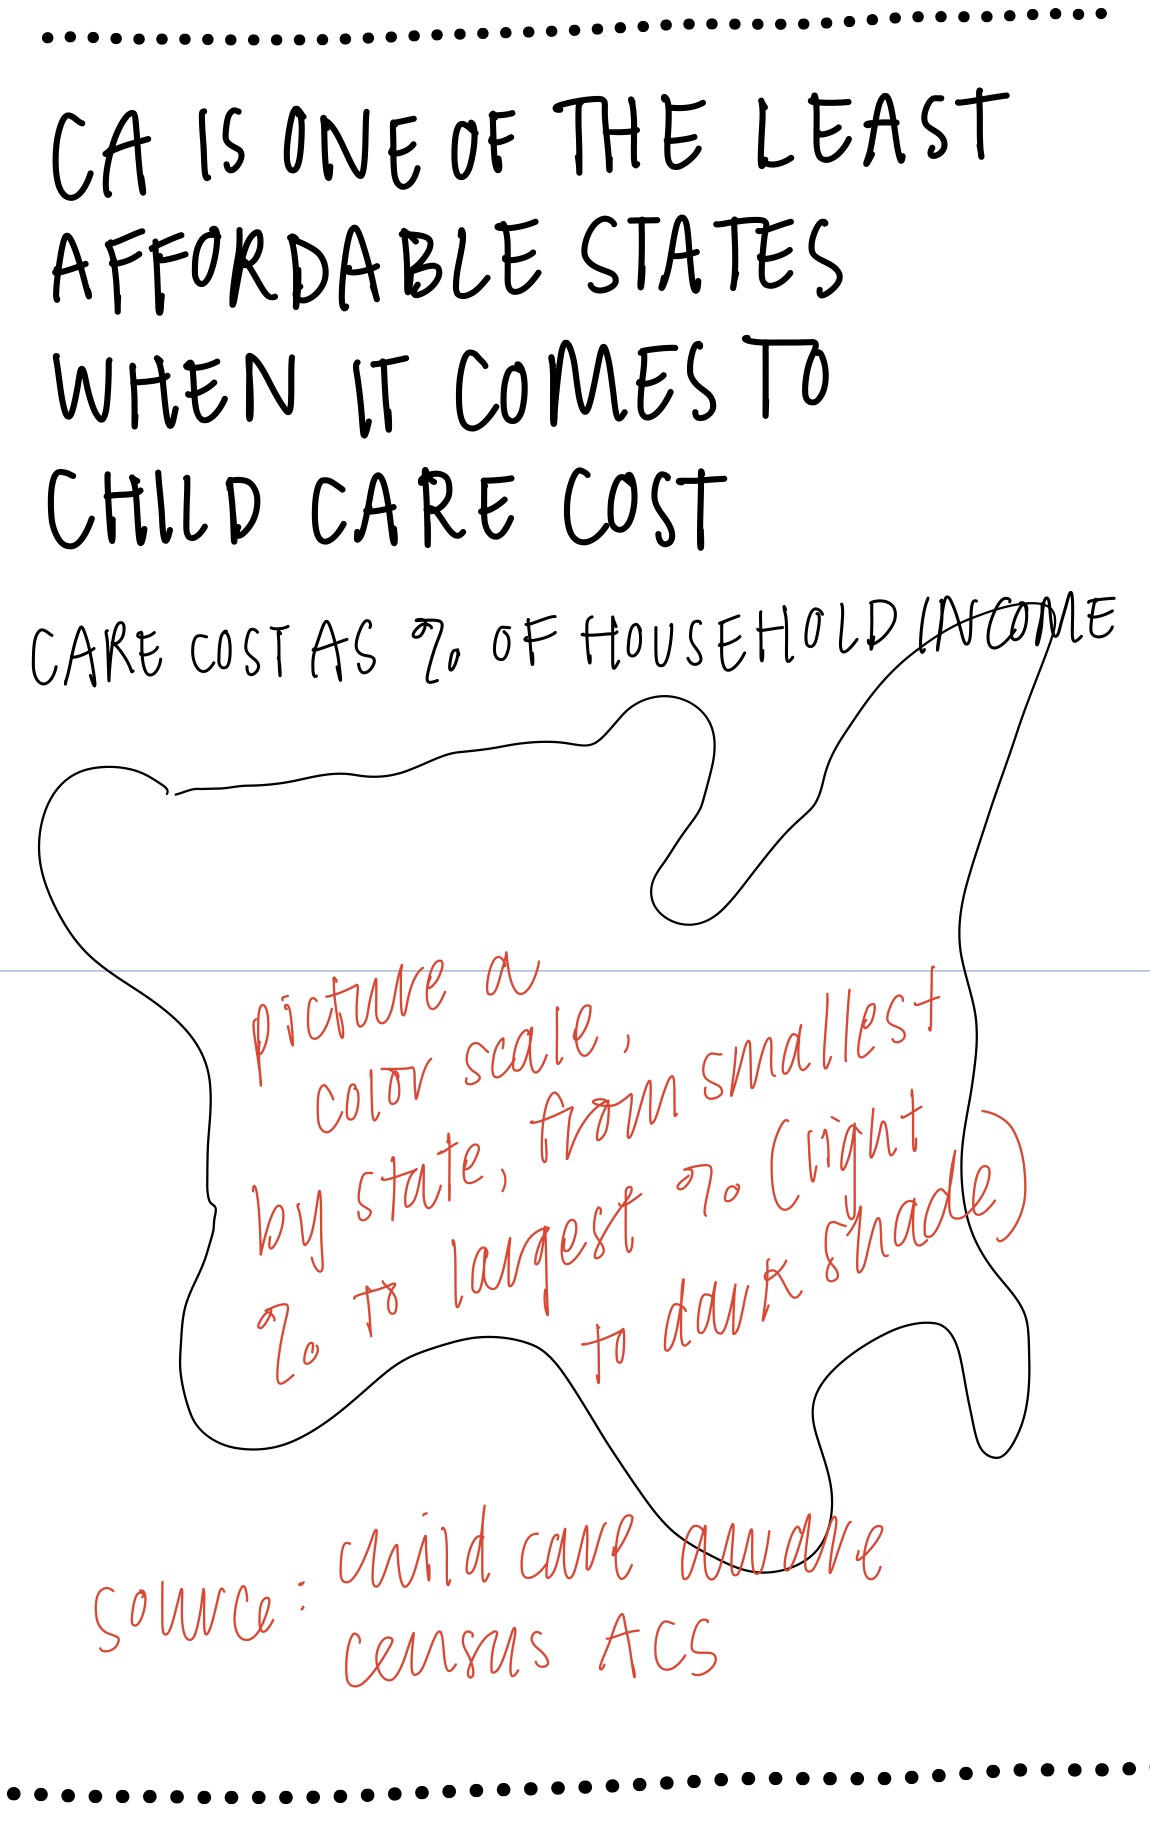 CA IS ONE OF THE LEAST
AFFORDABLE STATES
WHEN IT COMES TO
CHILD CARE COST
CARE COST AS % OF HOUSEHOLD INCOME
picture a
color scale,
by state, from smallest
% to largest % (light
to dark shade)
source: child care aware
census ACS